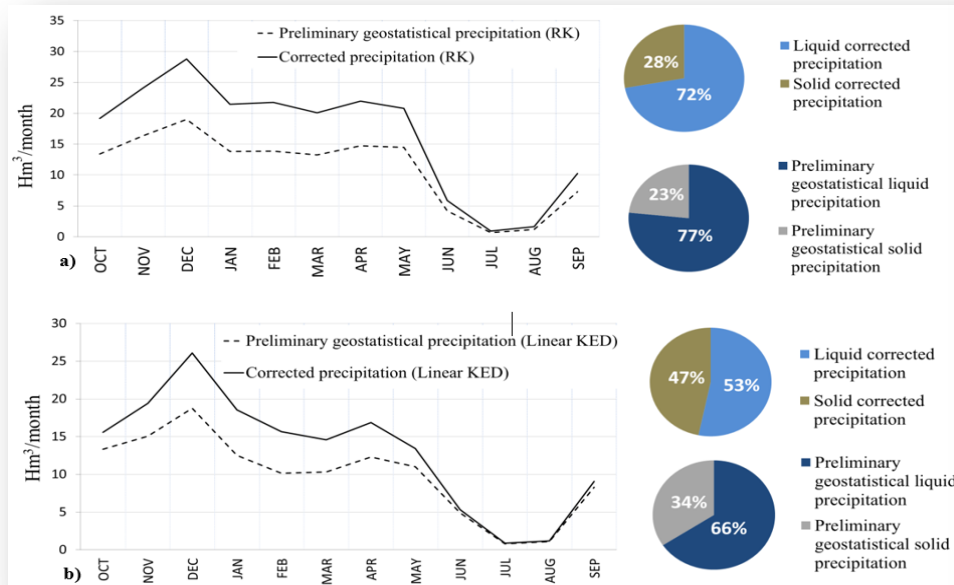 35
30
25
20
15
10
5
0
Hm³/month
Preliminary geostatistical precipitation (RK)
Corrected precipitation (RK)
OCT NOV DEC JAN FEB MAR APR MAY JUN JUL AUG SEP
a)
28%
72%
Liquid corrected
precipitation
Solid corrected
precipitation
23%
77%
Preliminary
geostatistical liquid
precipitation
Preliminary
geostatistical solid
precipitation
30
25
20
15
10
5
0
Hm³/month
Preliminary geostatistical precipitation (Linear KED)
Corrected precipitation (Linear KED)
OCT NOV DEC JAN FEB MAR APR MAY JUN JUL AUG SEP
b)
47%
53%
Liquid corrected
precipitation
Solid corrected
precipitation
34%
66%
Preliminary
geostatistical liquid
precipitation
Preliminary
geostatistical solid
precipitation